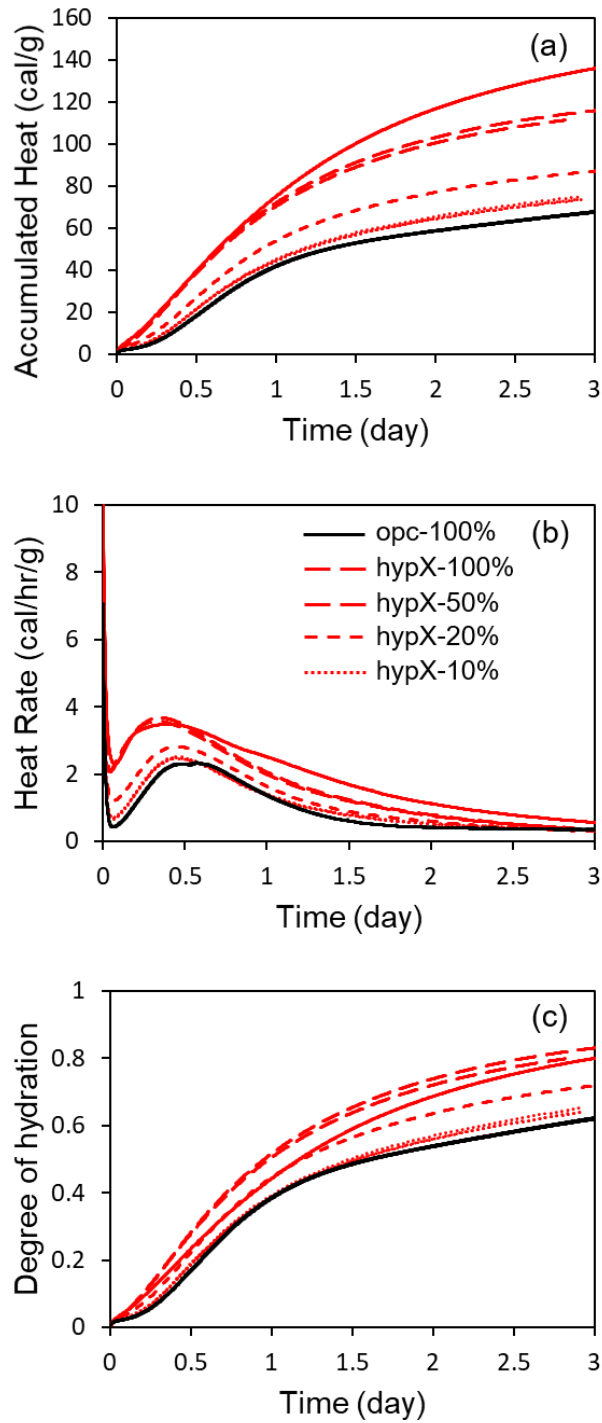 (a)
Accumulated Heat (cal/g)
160
140
120
100
80
60
40
20
0
0 0.5 1 1.5 2 2.5 3
Time (day)
(b)
Heat Rate (cal/hr/g)
10
8
6
4
2
0
opc-100%
hypX-100%
hypX-50%
hypX-20%
hypX-10%
0 0.5 1 1.5 2 2.5 3
Time (day)
(c)
Degree of hydration
1
0.8
0.6
0.4
0.2
0
0 0.5 1 1.5 2 2.5 3
Time (day)